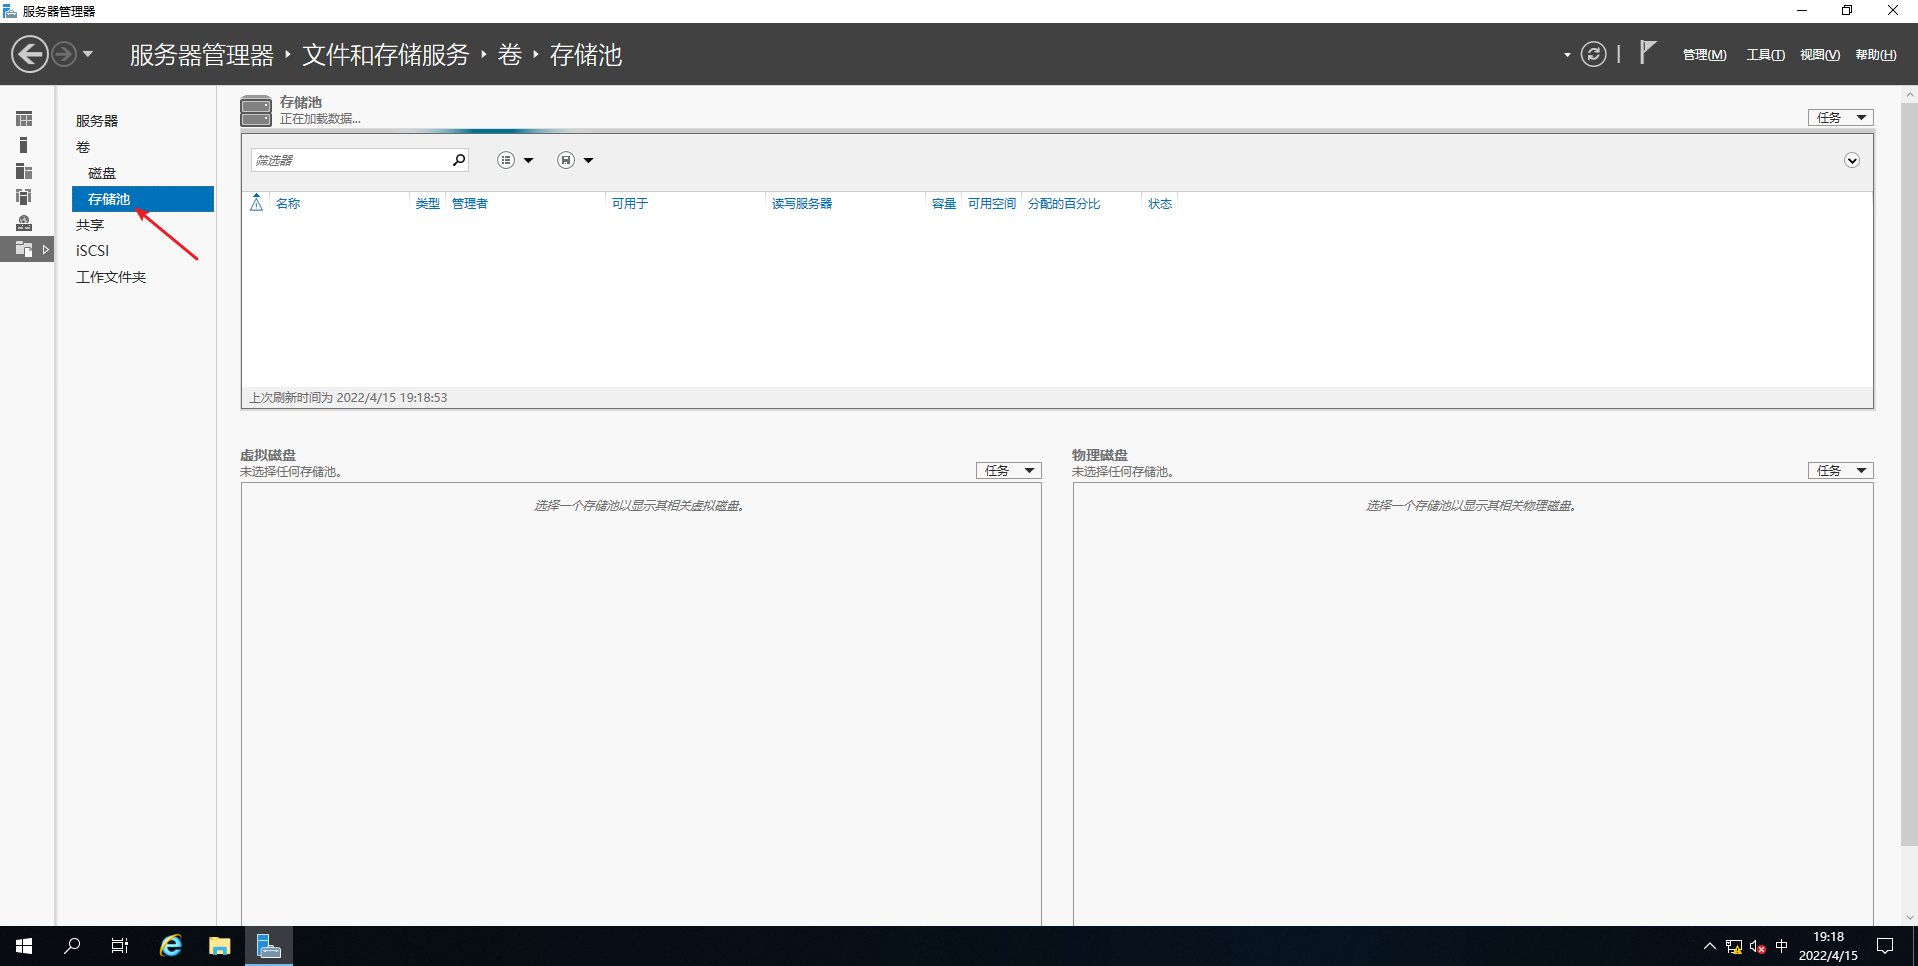 服务器管理器
服务器管理器 文件和存储服务 卷 存储池
管理(M) 工具(T) 视图(V) 帮助(H)
服务器
卷
磁盘
存储池
共享
iSCSI
工作文件夹
存储池
正在加载数据...
任务
筛选器
名称 类型 管理者 可用于 读写服务器 容量 可用空间 分配的百分比 状态
上次刷新时间为 2022/4/15 19:18:53
虚拟磁盘
未选择任何存储池。
任务
选择一个存储池以显示其相关虚拟磁盘。
物理磁盘
未选择任何存储池。
任务
选择一个存储池以显示其相关物理磁盘。
中
19:18
2022/4/15